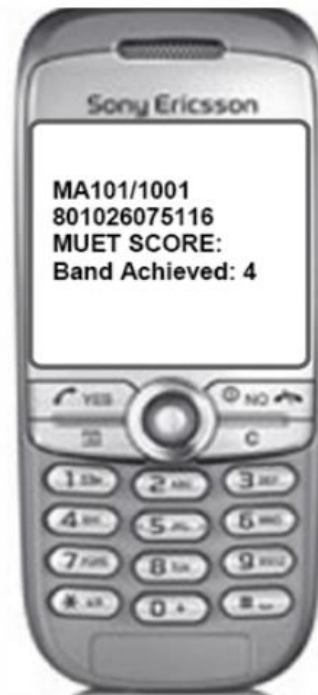 Sony Ericsson
MA101/1001
801026075116
MUET SCORE:
Band Achieved: 4
YES
NO
C
1
2 ABC
3
4
5
6
7
8
9
0 +